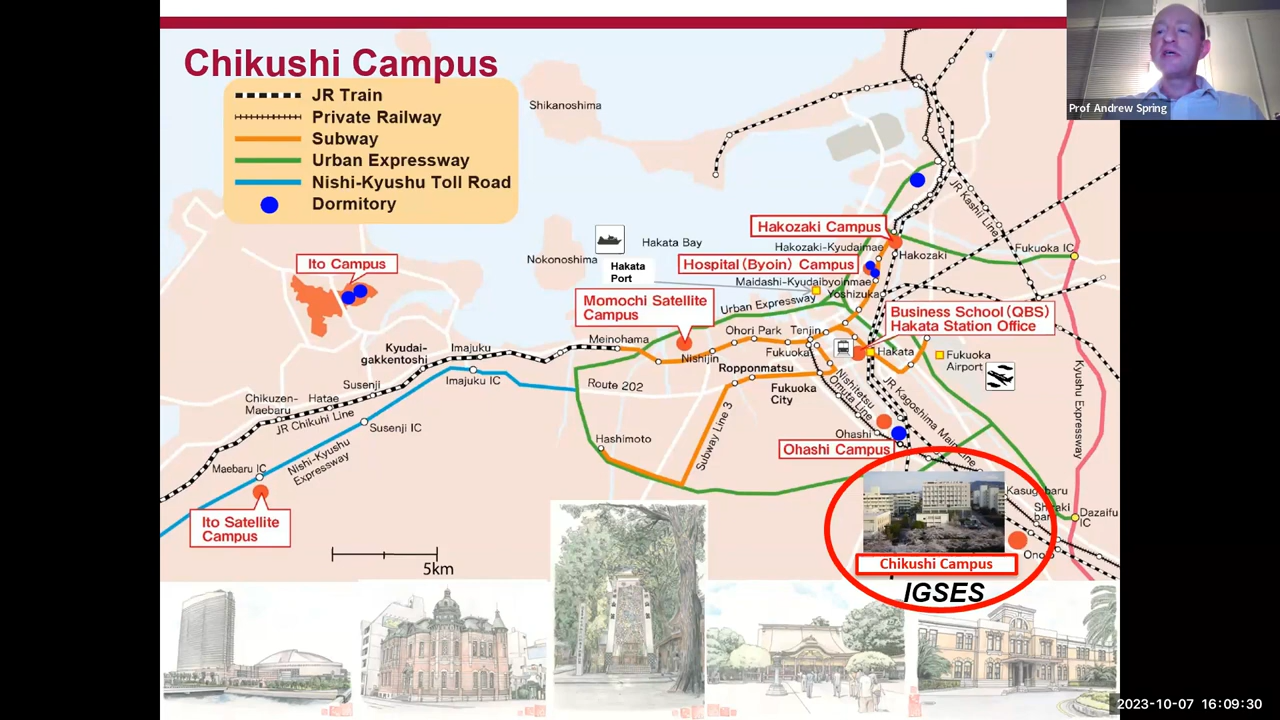 Chikushi Campus
JR Train
Private Railway
Subway
Urban Expressway
Nishi-Kyushu Toll Road
Dormitory
Prof Andrew Spring
3
Shikanoshima
JR Kashii Line
Hakozaki Campus
Hakata Bay
Hakozaki-Kyudaimae
Fukuoka IC
Nokonoshima
Hakata
Port
Hospital(Byoin) Campus
Hakozaki
Ito Campus
Maidashi-Kyudaibyoinmae
Yoshizuka
Momochi Satellite
Campus
Urban Expressway
Business School(QBS)
Hakata Station Office
Meinohama
Ohori Park
Tenjin
Kyudai-
gakkentoshi
Imajuku
Nishijin
Fukuoka
Hakata
Fukuoka
Airport
Ropponmatsu
Imajuku IC
Route 202
Susenji
Fukuoka
City
Nishitetsu
Omuta Line
JR Kagoshima Main Line
Kyushu Expressway
Chikuzen-
Maebaru
Hatae
JR Chikuhi Line
Susenji IC
Subway Line 3
Hashimoto
Ohashi
Ohashi Campus
Maebaru IC
Nishi-Kyushu
Expressway
Kasugabaru
Dazaifu
IC
Ito Satellite
Campus
5km
Chikushi Campus
IGSES
2023-10-07 16:09:30